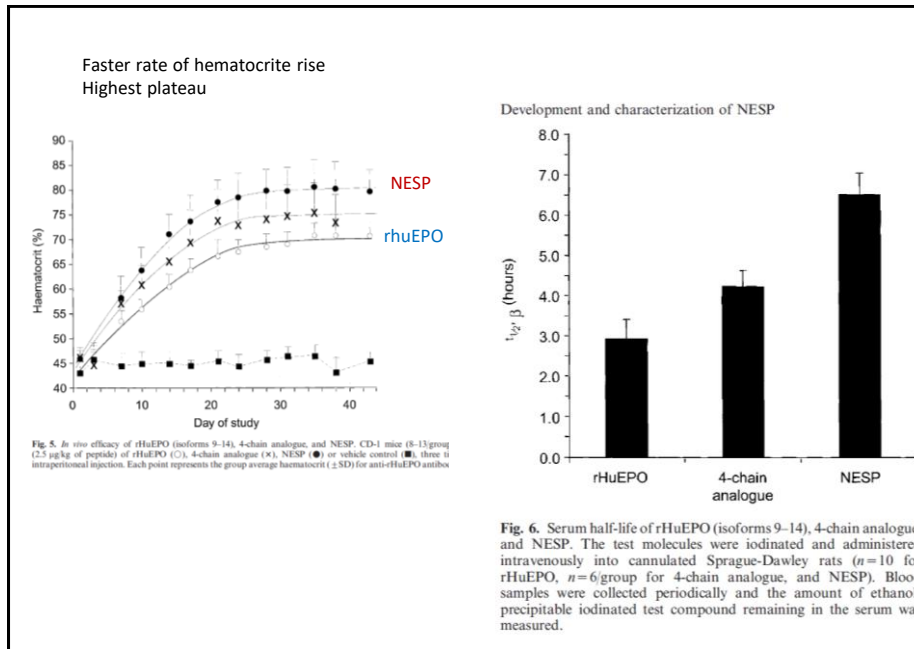 Faster rate of hematocrite rise
Highest plateau
90
85
80
75
70
65
60
55
50
45
40
Haematocrit (%)
0
10
20
30
40
Day of study
NESP
rhuEPO
Fig. 5. In vivo efficacy of rHuEPO (isoforms 9–14), 4-chain analogue, and NESP. CD-1 mice (8–13/group
(2.5 μg/kg of peptide) of rHuEPO (○), 4-chain analogue (×), NESP (●) or vehicle control (■), three ti
intraperitoneal injection. Each point represents the group average haematocrit (±SD) for anti-rHuEPO antiboc
Development and characterization of NESP
8.0
7.0
6.0
5.0
4.0
3.0
2.0
1.0
0.0
t½, β (hours)
rHuEPO
4-chain
analogue
NESP
Fig. 6. Serum half-life of rHuEPO (isoforms 9–14), 4-chain analogue
and NESP. The test molecules were iodinated and administere
intravenously into cannulated Sprague-Dawley rats (n=10 fo
rHuEPO, n=6/group for 4-chain analogue, and NESP). Bloo
samples were collected periodically and the amount of ethanol
precipitable iodinated test compound remaining in the serum wa
measured.